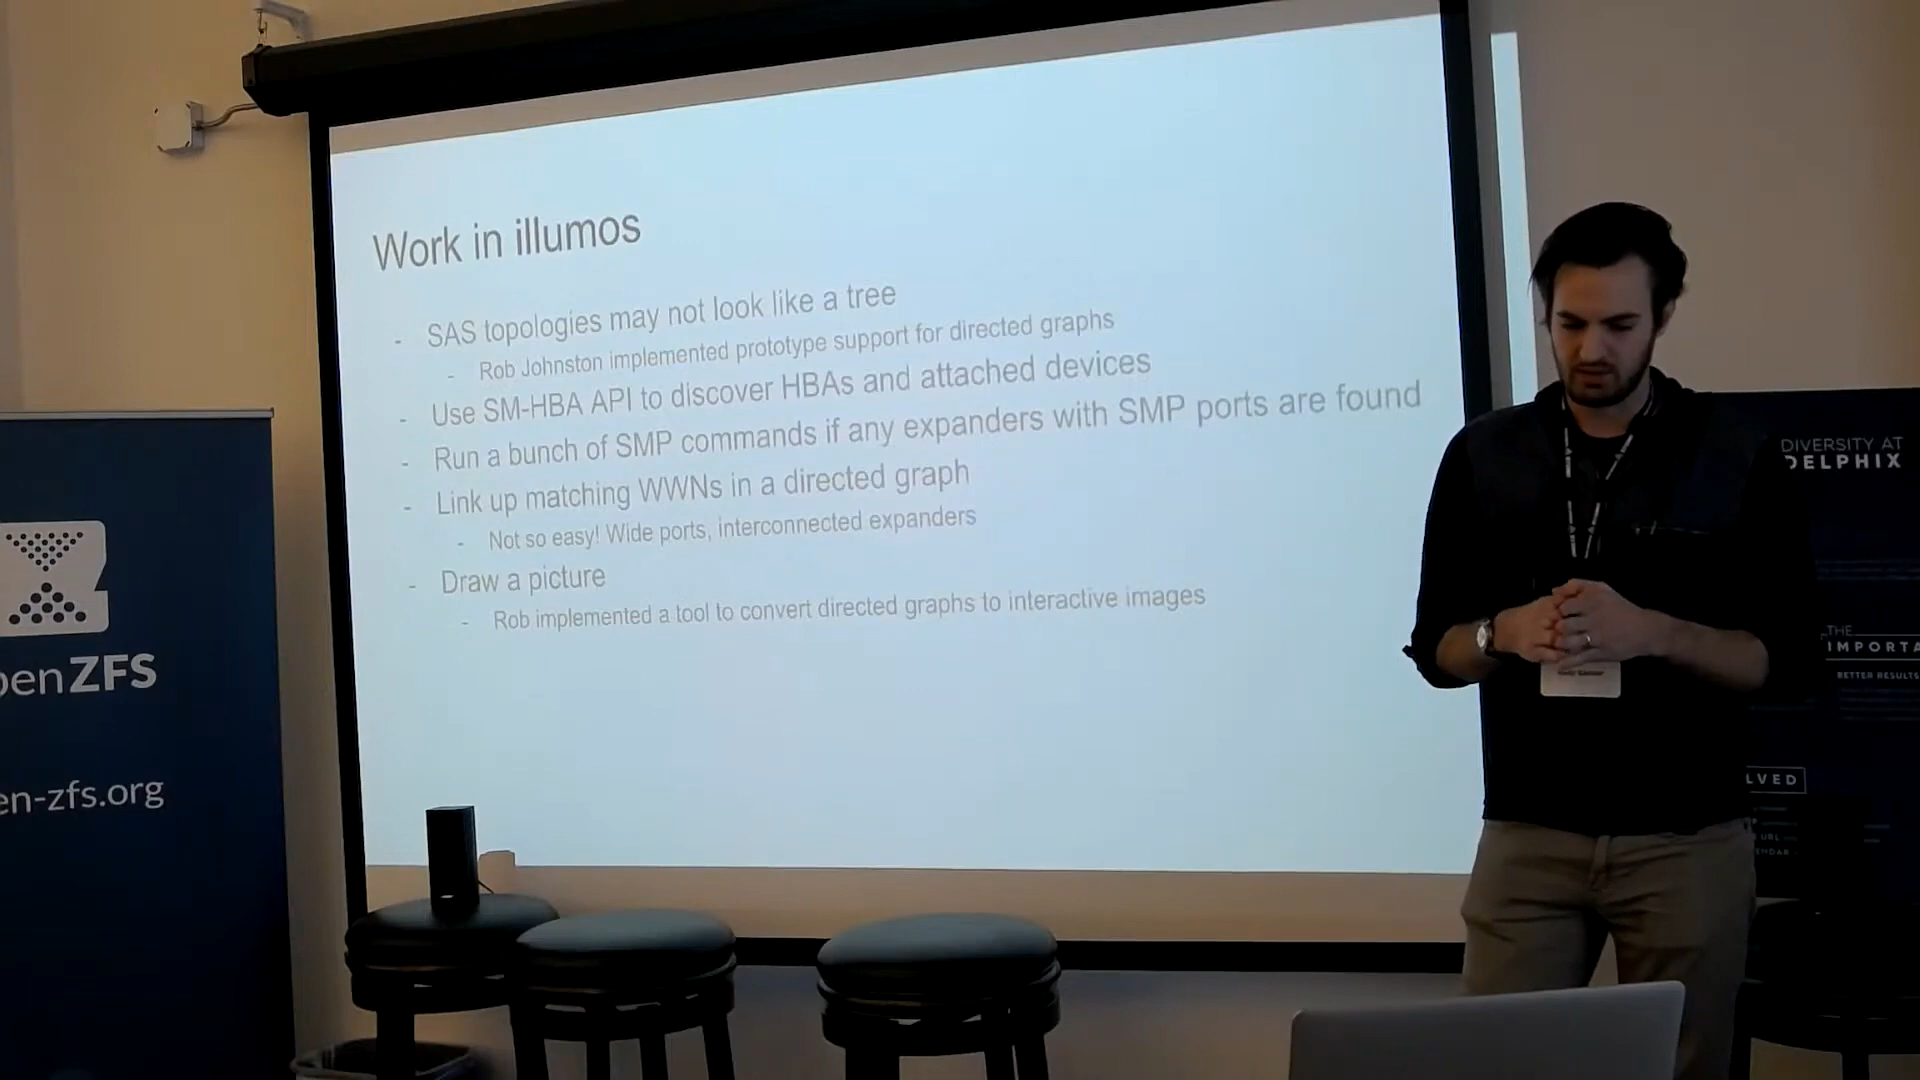 Work in illumos
- SAS topologies may not look like a tree
- Rob Johnston implemented prototype support for directed graphs
- Use SM-HBA API to discover HBAs and attached devices
- Run a bunch of SMP commands if any expanders with SMP ports are found
- Link up matching WWNs in a directed graph
- Not so easy! Wide ports, interconnected expanders
- Draw a picture
- Rob implemented a tool to convert directed graphs to interactive images
penZFS
en-zfs.org
DIVERSITY AT
DELPHIX
THE
IMPORTA
BETTER RESULTS
LVED
URL
ENDAR